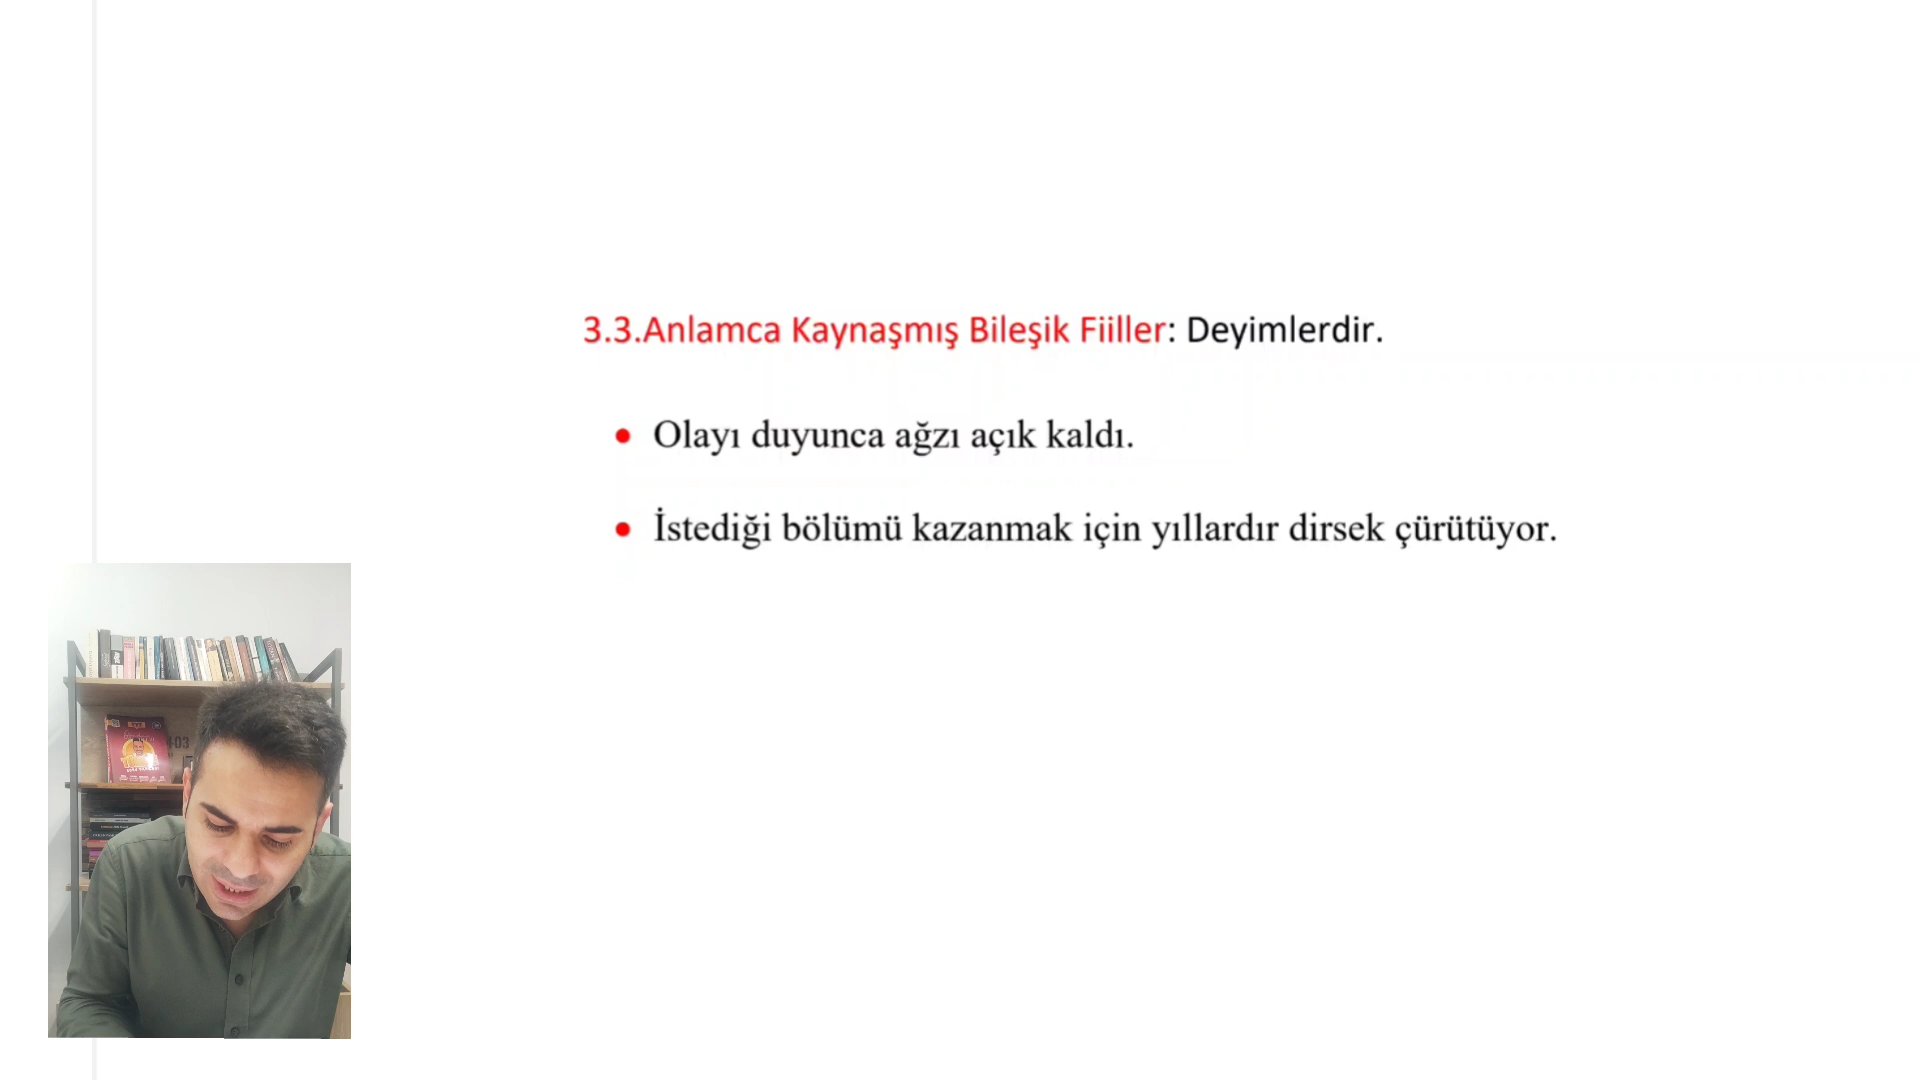 3.3.Anlamca Kaynaşmış Bileşik Fiiller: Deyimlerdir.
• Olayı duyunca ağzı açık kaldı.
• İstediği bölümü kazanmak için yıllardır dirsek çürütüyor.